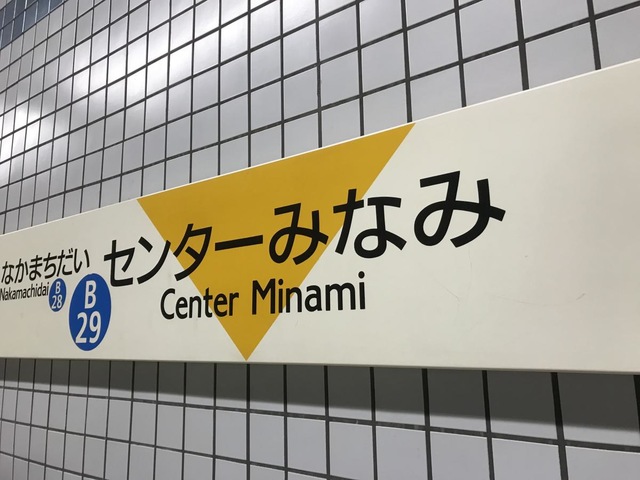 なかまちだい
Nakamachidai
B
28
B
29
センターみなみ
Center Minami